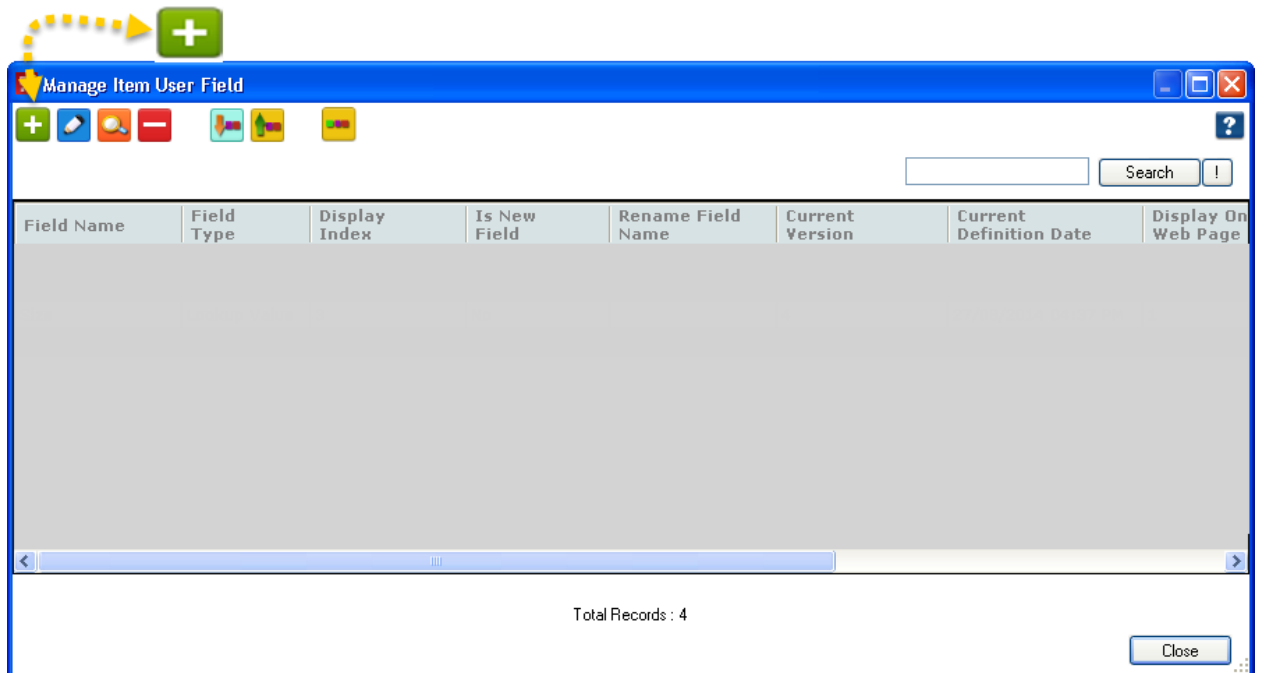 Manage Item User Field
Search !
Field Name
Field Type
Display Index
Is New Field
Rename Field Name
Current Version
Current Definition Date
Display On Web Page
Total Records : 4
Close